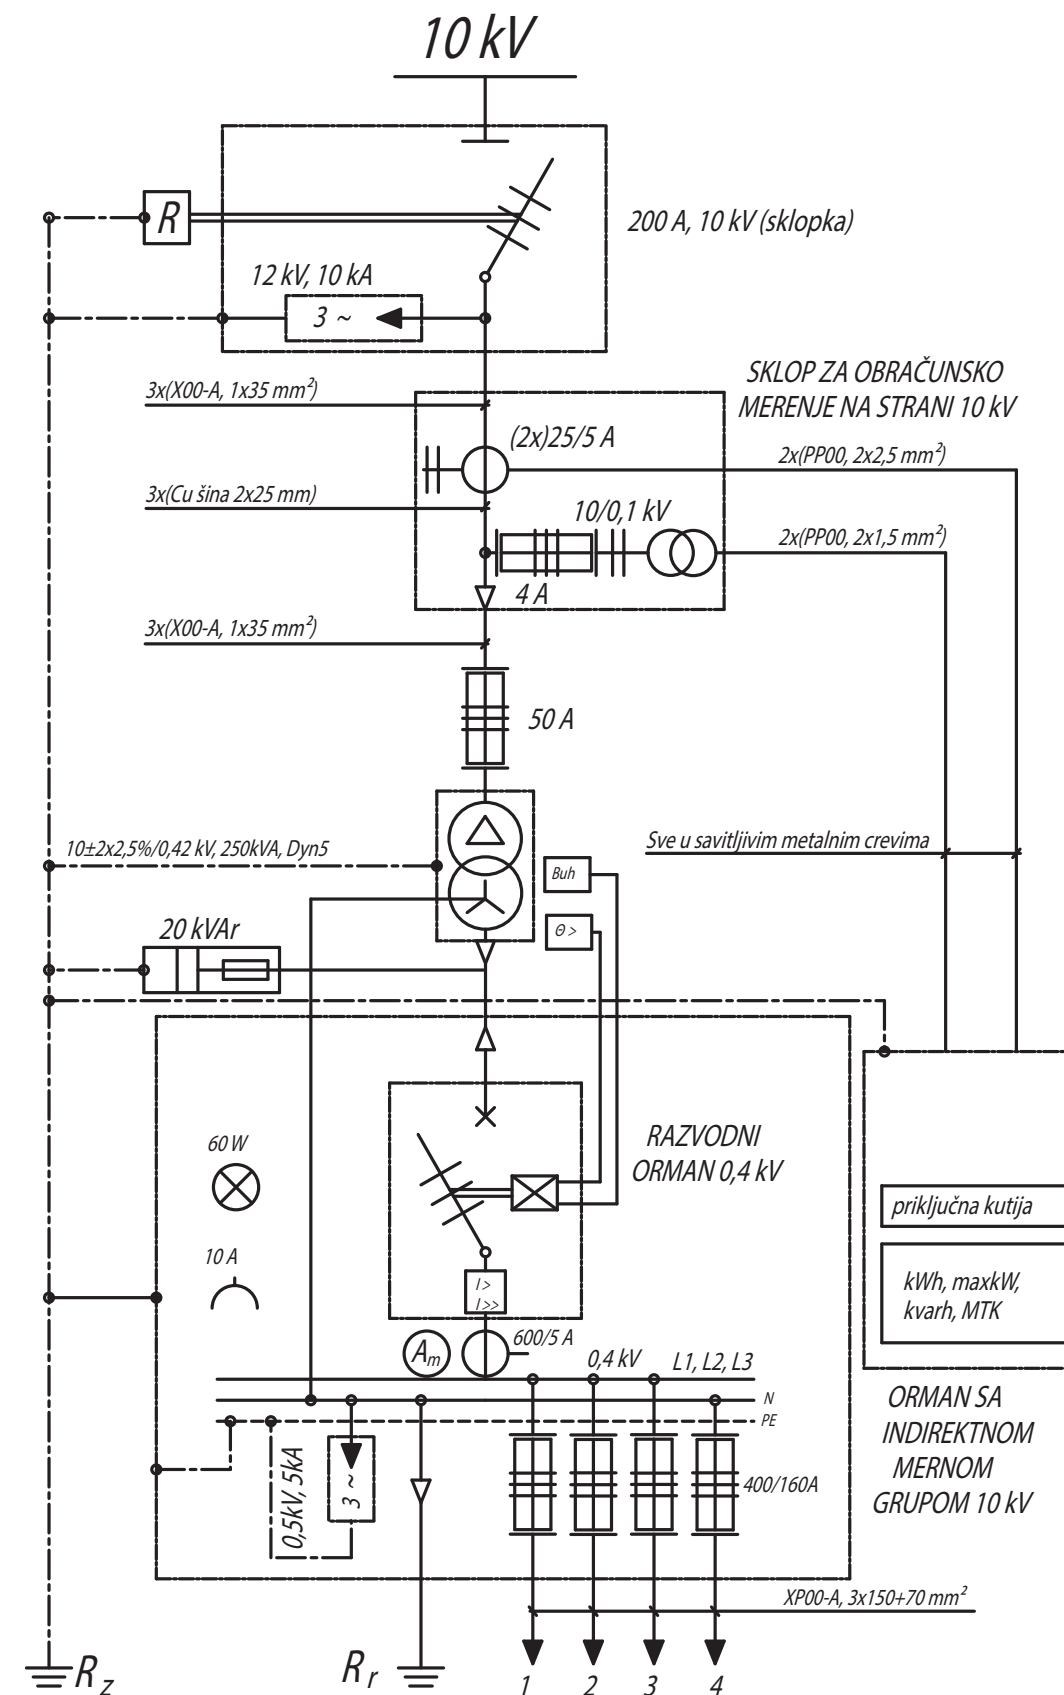 10 kV
R
200 A, 10 kV (sklopka)
12 kV, 10 kA
3 ~
SKLOP ZA OBRAČUNSKO
MERENJE NA STRANI 10 kV
3x(X00-A, 1x35 mm²)
(2x)25/5 A
2x(PP00, 2x2,5 mm²)
3x(Cu šina 2x25 mm)
10/0,1 kV
2x(PP00, 2x1,5 mm²)
4 A
3x(X00-A, 1x35 mm²)
50 A
Sve u savitljivim metalnim crevima
10±2x2,5%/0,42 kV, 250kVA, Dyn5
Buh
Θ >
20 kVAr
RAZVODNI
ORMAN 0,4 kV
60 W
priključna kutija
10 A
kWh, maxkW,
kvarh, MTK
I >
I >>
Am
600/5 A
0,4 kV
L1, L2, L3
N
PE
ORMAN SA
INDIREKTNOM
MERNOM
GRUPOM 10 kV
0,5kV, 5kA
3 ~
400/160A
XP00-A, 3x150+70 mm²
Rz
Rr
1
2
3
4